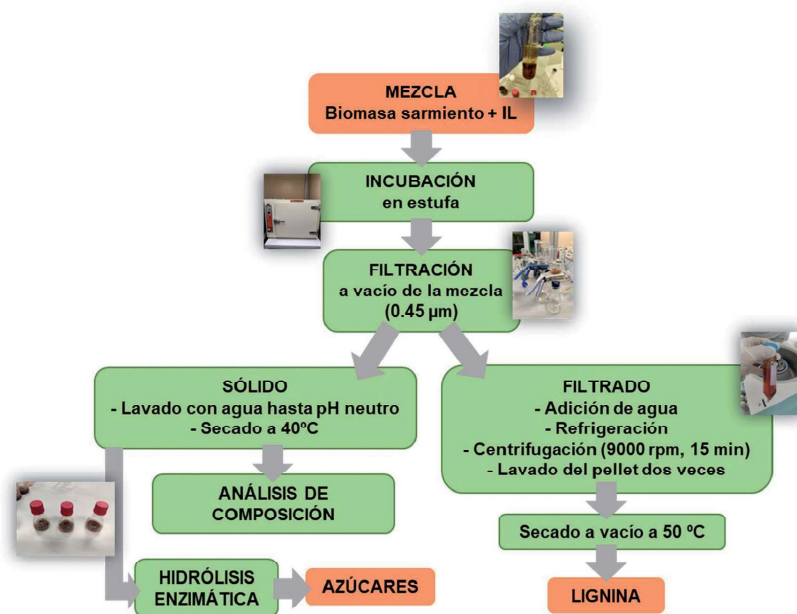 MEZCLA
Biomasa sarmiento + IL
INCUBACIÓN
en estufa
FILTRACIÓN
a vacío de la mezcla
(0.45 µm)
SÓLIDO
- Lavado con agua hasta pH neutro
- Secado a 40ºC
FILTRADO
- Adición de agua
- Refrigeración
- Centrifugación (9000 rpm, 15 min)
- Lavado del pellet dos veces
ANÁLISIS DE
COMPOSICIÓN
Secado a vacío a 50 ºC
HIDRÓLISIS
ENZIMÁTICA
AZÚCARES
LIGNINA